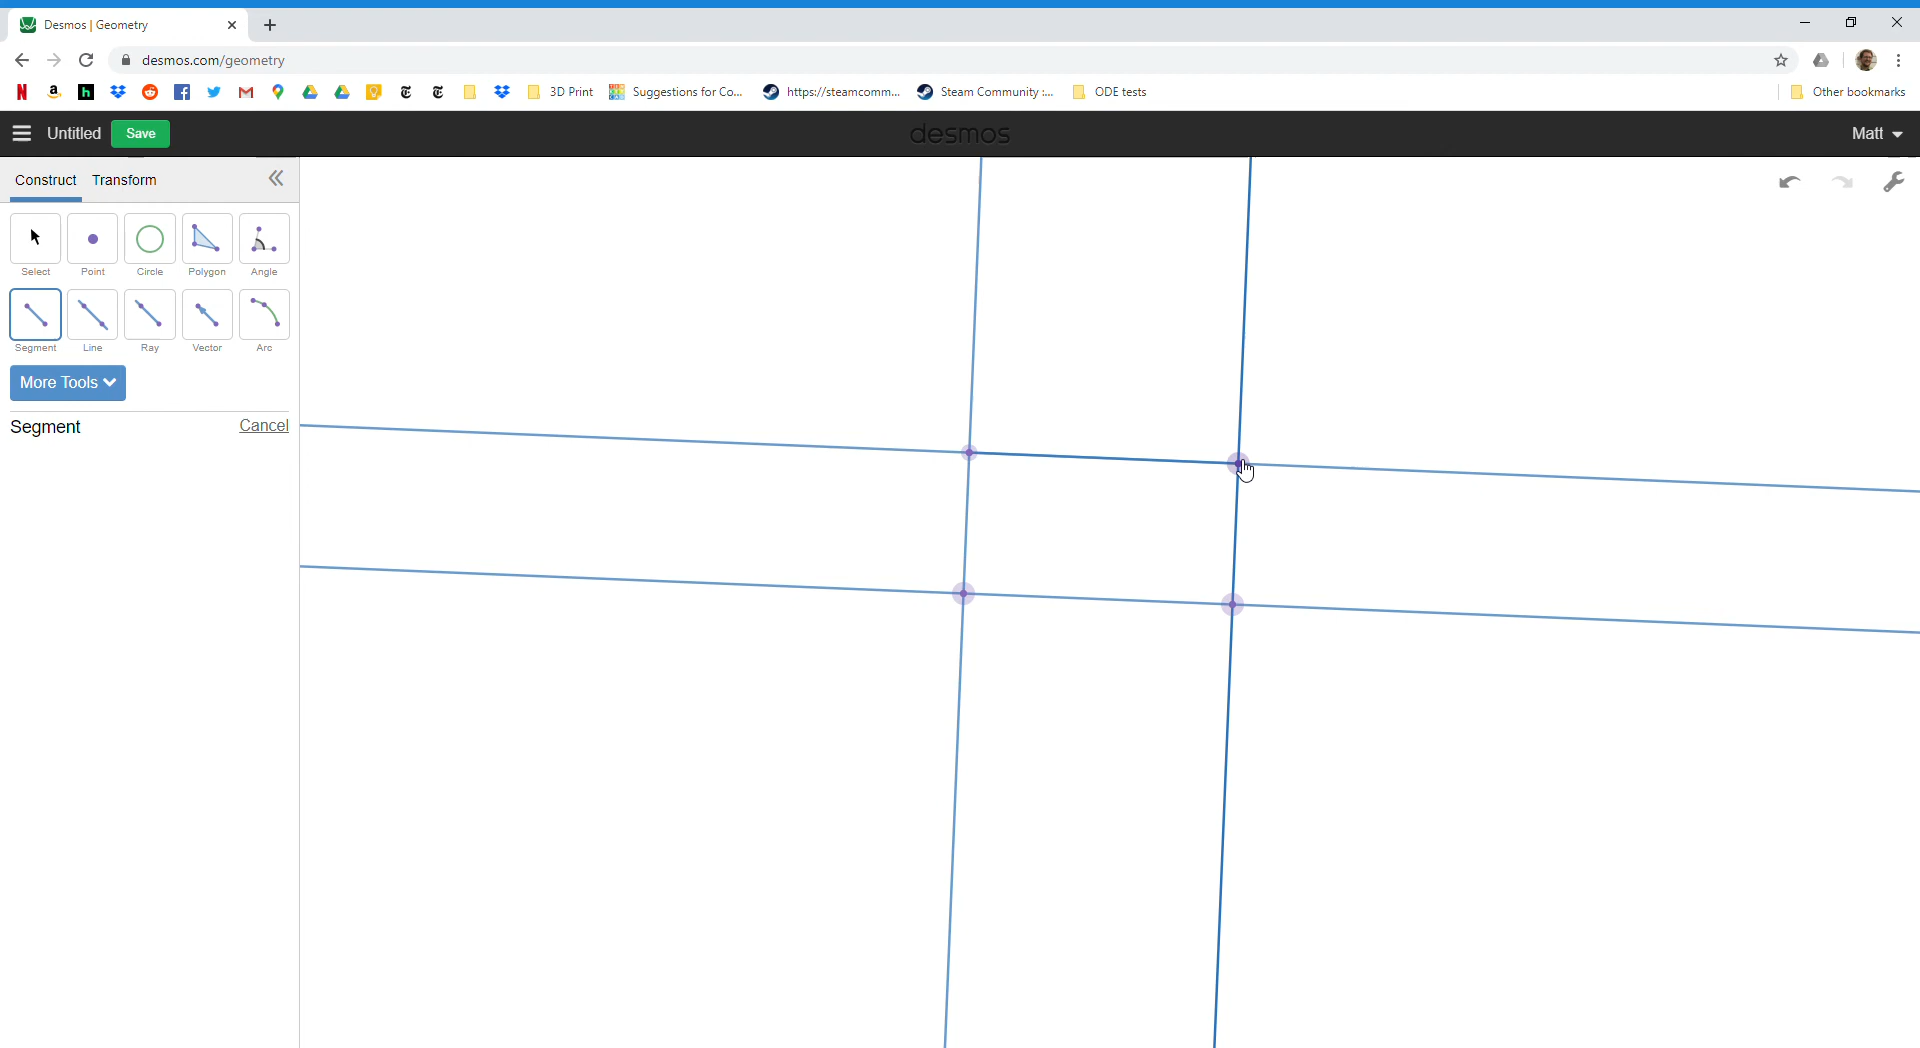 Desmos | Geometry
desmos.com/geometry
3D Print Suggestions for Co... https://steamcomm... Steam Community :... ODE tests Other bookmarks
Untitled Save desmos Matt
Construct Transform
Select Point Circle Polygon Angle
Segment Line Ray Vector Arc
More Tools
Segment Cancel